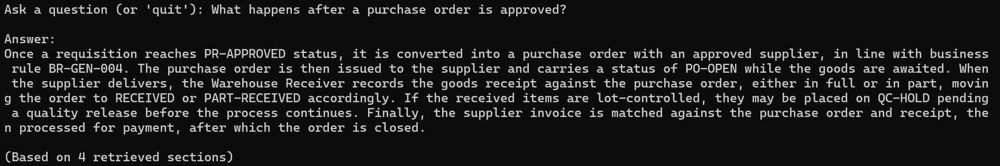 Ask a question (or 'quit'): What happens after a purchase order is approved?
Answer:
Once a requisition reaches PR-APPROVED status, it is converted into a purchase order with an approved supplier, in line with business
 rule BR-GEN-004. The purchase order is then issued to the supplier and carries a status of PO-OPEN while the goods are awaited. When
 the supplier delivers, the Warehouse Receiver records the goods receipt against the purchase order, either in full or in part, movin
g the order to RECEIVED or PART-RECEIVED accordingly. If the received items are lot-controlled, they may be placed on QC-HOLD pending
 a quality release before the process continues. Finally, the supplier invoice is matched against the purchase order and receipt, the
n processed for payment, after which the order is closed.
(Based on 4 retrieved sections)